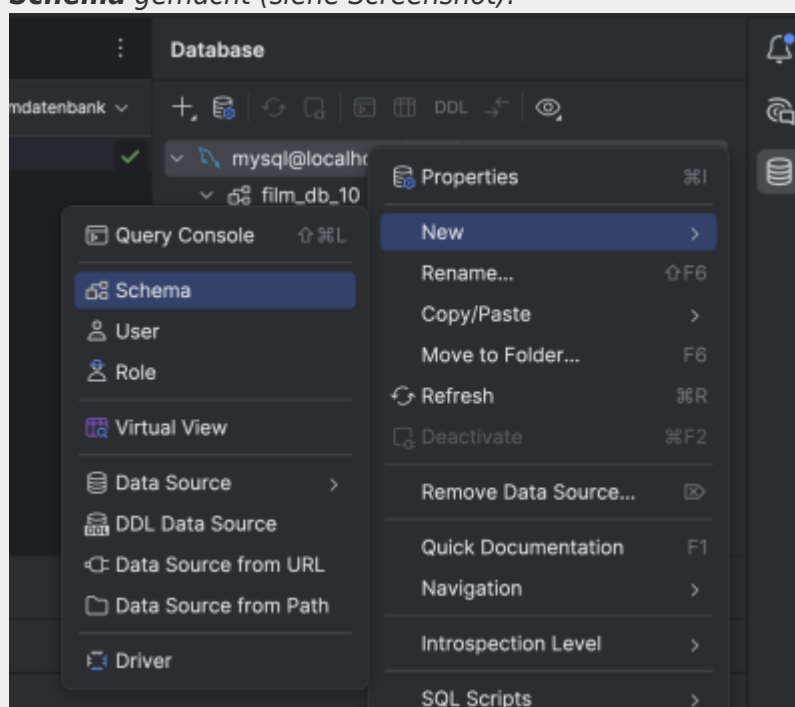 Schema gemacht (siehe Screenshot).
Database
mdatenbank
DDL
mysql@localho
film_db_10
Properties ⌘I
New
Rename... ⇧F6
Copy/Paste
Move to Folder... F6
Refresh ⌘R
Deactivate ⌘F2
Remove Data Source... ⌦
Quick Documentation F1
Navigation
Introspection Level
SQL Scripts
Query Console ⇧⌘L
Schema
User
Role
Virtual View
Data Source
DDL Data Source
Data Source from URL
Data Source from Path
Driver